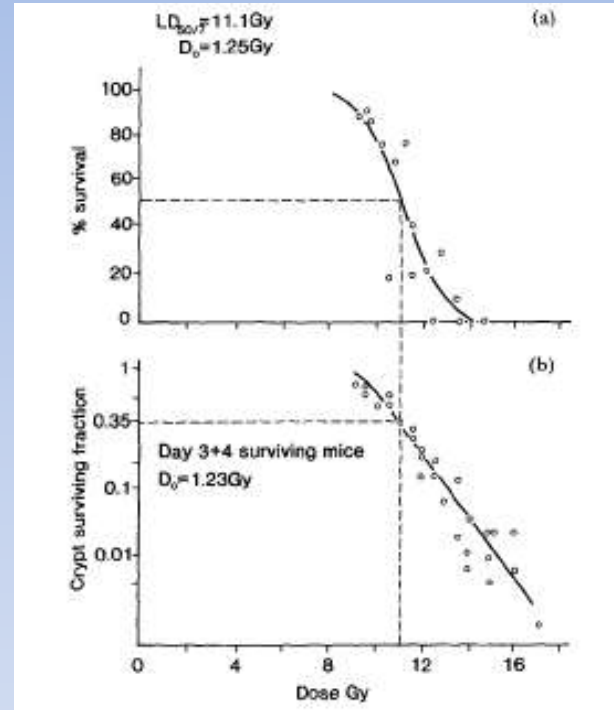 LD50/7=11.1Gy
D₀=1.25Gy
(a)
100
80
60
40
20
0
% survival
(b)
1
0.35
0.1
0.01
Crypt surviving fraction
Day 3+4 surviving mice
D₀=1.23Gy
0 4 8 12 16
Dose Gy